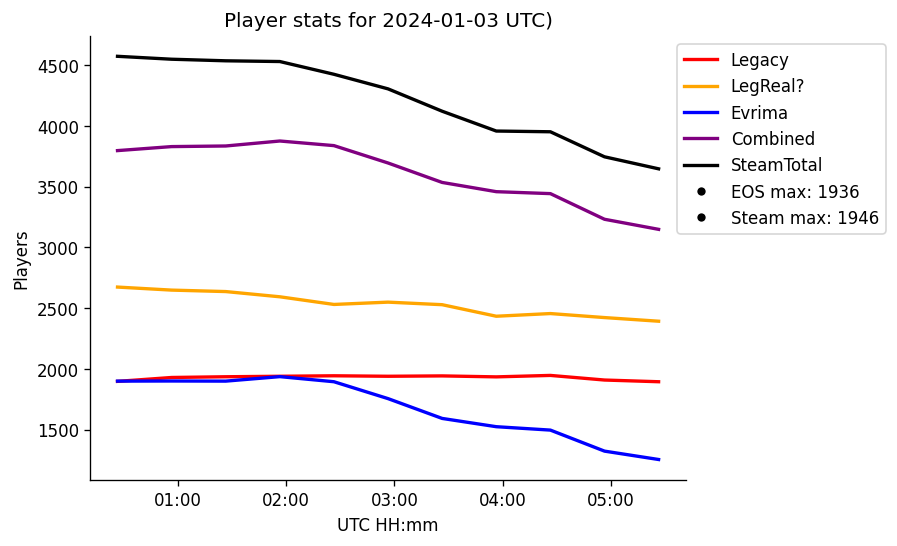 Player stats for 2024-01-03 UTC)
Legacy
LegReal?
Evrima
Combined
SteamTotal
EOS max: 1936
Steam max: 1946
Players
4500
4000
3500
3000
2500
2000
1500
01:00 02:00 03:00 04:00 05:00
UTC HH:mm